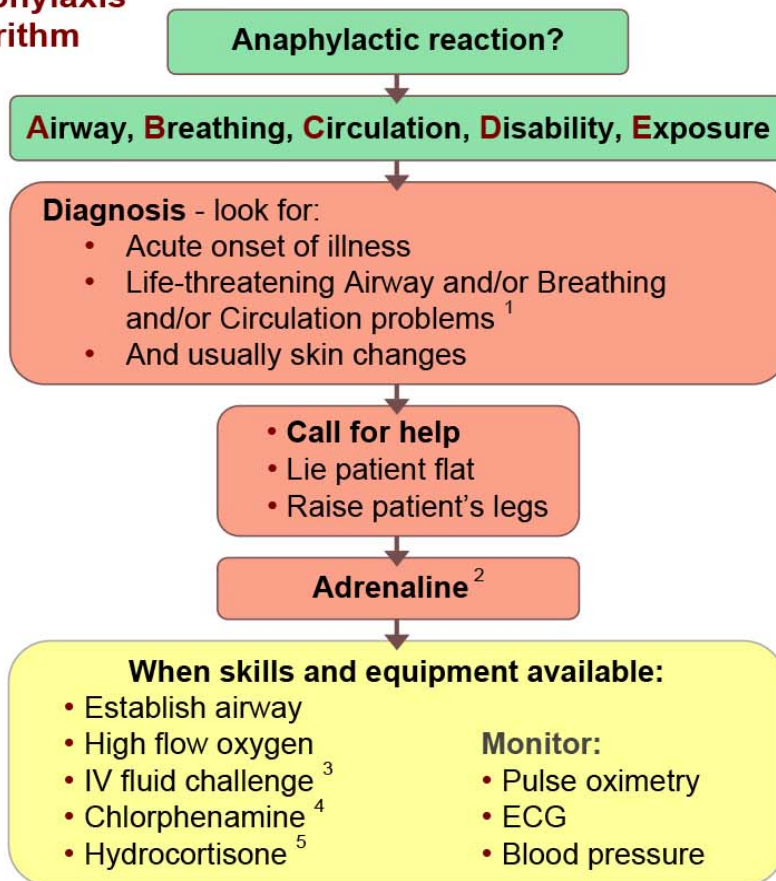 Anaphylactic reaction?
Airway, Breathing, Circulation, Disability, Exposure
Diagnosis - look for:
• Acute onset of illness
• Life-threatening Airway and/or Breathing
and/or Circulation problems 1
• And usually skin changes
• Call for help
• Lie patient flat
• Raise patient's legs
Adrenaline 2
When skills and equipment available:
• Establish airway
• High flow oxygen
• IV fluid challenge 3
• Chlorphenamine 4
• Hydrocortisone 5
Monitor:
• Pulse oximetry
• ECG
• Blood pressure